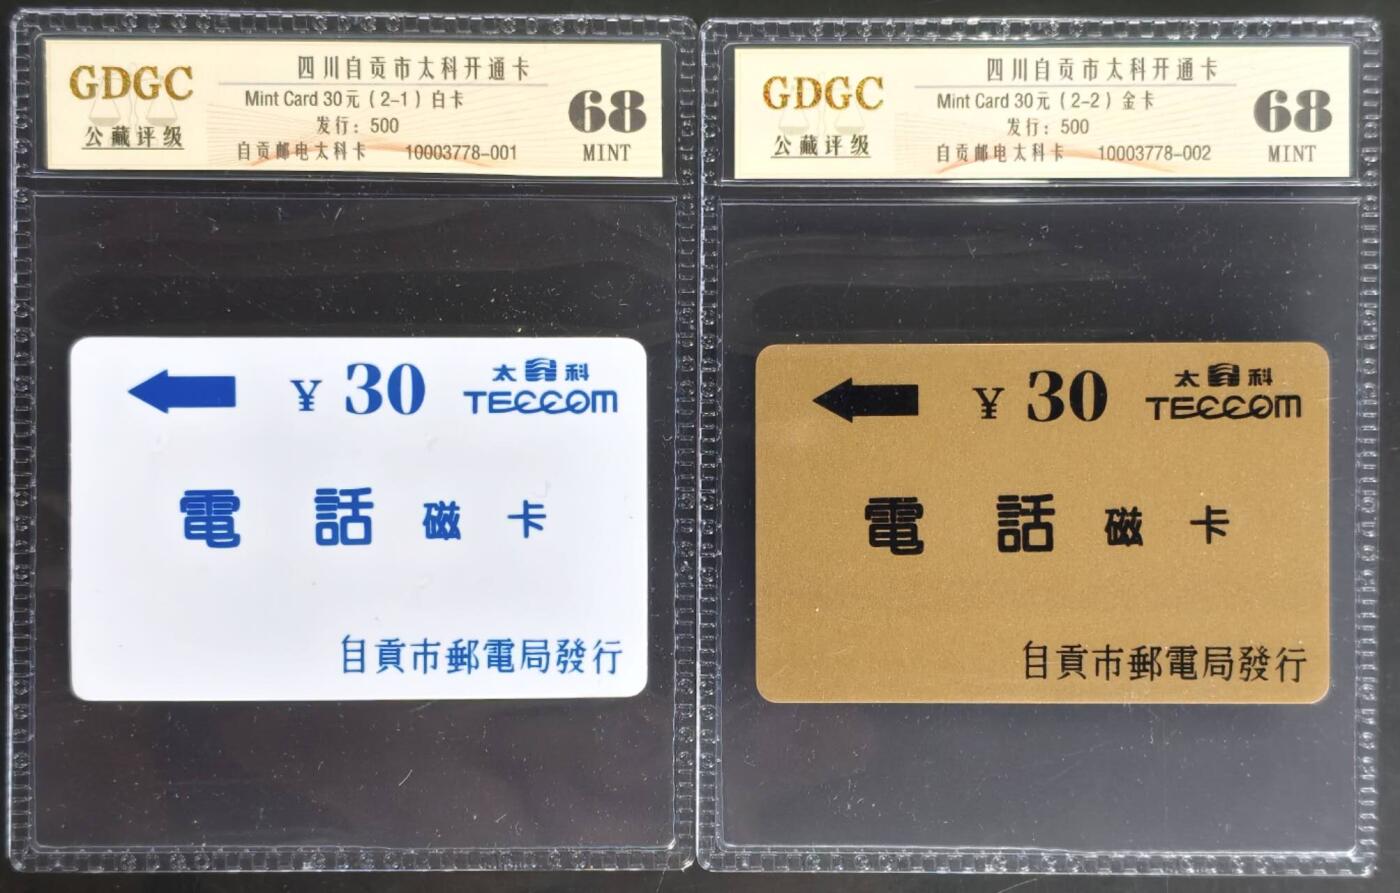 GDGC
公藏评级
四川自贡市太科开通卡
Mint Card 30元（2-1）白卡
发行：500
自贡邮电太科卡 10003778-001
68
MINT
¥ 30
太科
TECCOM
電話磁卡
自貢市郵電局發行
GDGC
公藏评级
四川自贡市太科开通卡
Mint Card 30元（2-2）金卡
发行：500
自贡邮电太科卡 10003778-002
68
MINT
¥ 30
太科
TECCOM
電話磁卡
自貢市郵電局發行